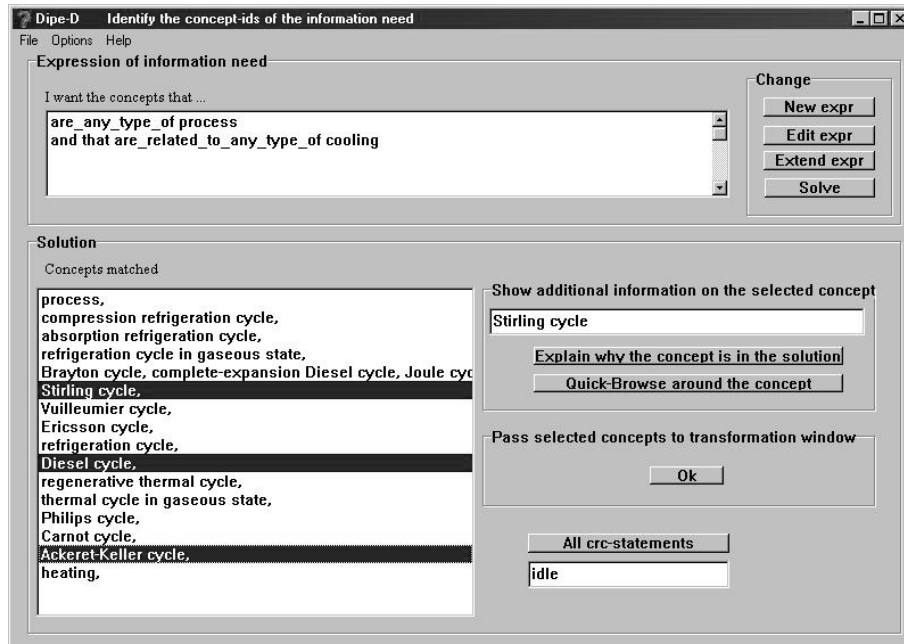 Dipe-D Identify the concept-ids of the information need
File Options Help
Expression of information need
I want the concepts that ...
are_any_type_of process
and that are_related_to_any_type_of cooling
Change
New expr
Edit expr
Extend expr
Solve
Solution
Concepts matched
process,
compression refrigeration cycle,
absorption refrigeration cycle,
refrigeration cycle in gaseous state,
Brayton cycle, complete-expansion Diesel cycle, Joule cyc
Stirling cycle,
Vuilleumier cycle,
Ericsson cycle,
refrigeration cycle,
Diesel cycle,
regenerative thermal cycle,
thermal cycle in gaseous state,
Philips cycle,
Carnot cycle,
Ackeret-Keller cycle,
heating,
Show additional information on the selected concept
Stirling cycle
Explain why the concept is in the solution
Quick-Browse around the concept
Pass selected concepts to transformation window
Ok
All crc-statements
idle